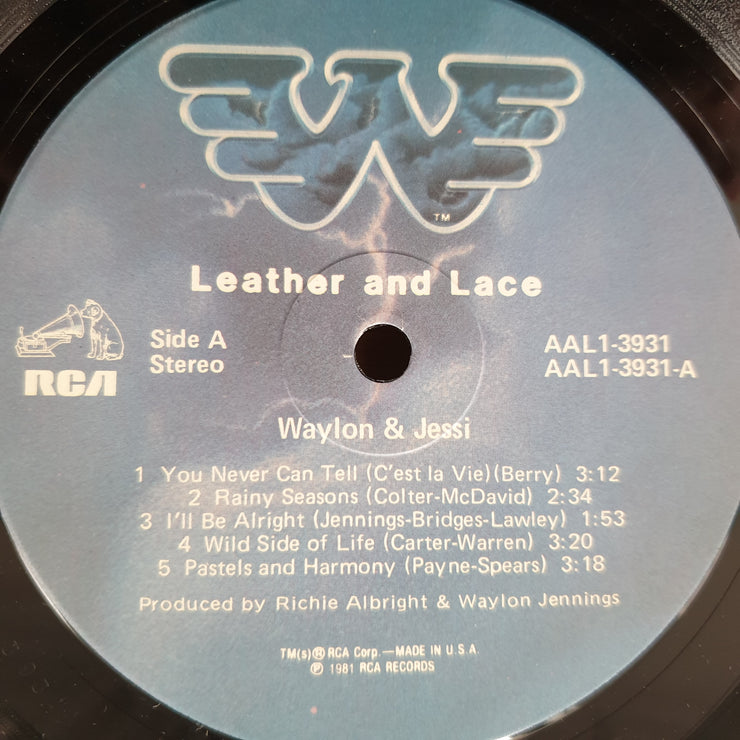 TM
Leather and Lace
Side A
Stereo
RCA
AAL1-3931
AAL1-3931-A
Waylon & Jessi
1 You Never Can Tell (C'est la Vie)(Berry) 3:12
2 Rainy Seasons (Colter-McDavid) 2:34
3 I'll Be Alright (Jennings-Bridges-Lawley) 1:53
4 Wild Side of Life (Carter-Warren) 3:20
5 Pastels and Harmony (Payne-Spears) 3:18
Produced by Richie Albright & Waylon Jennings
TM(s)® RCA Corp.—MADE IN U.S.A.
℗ 1981 RCA RECORDS